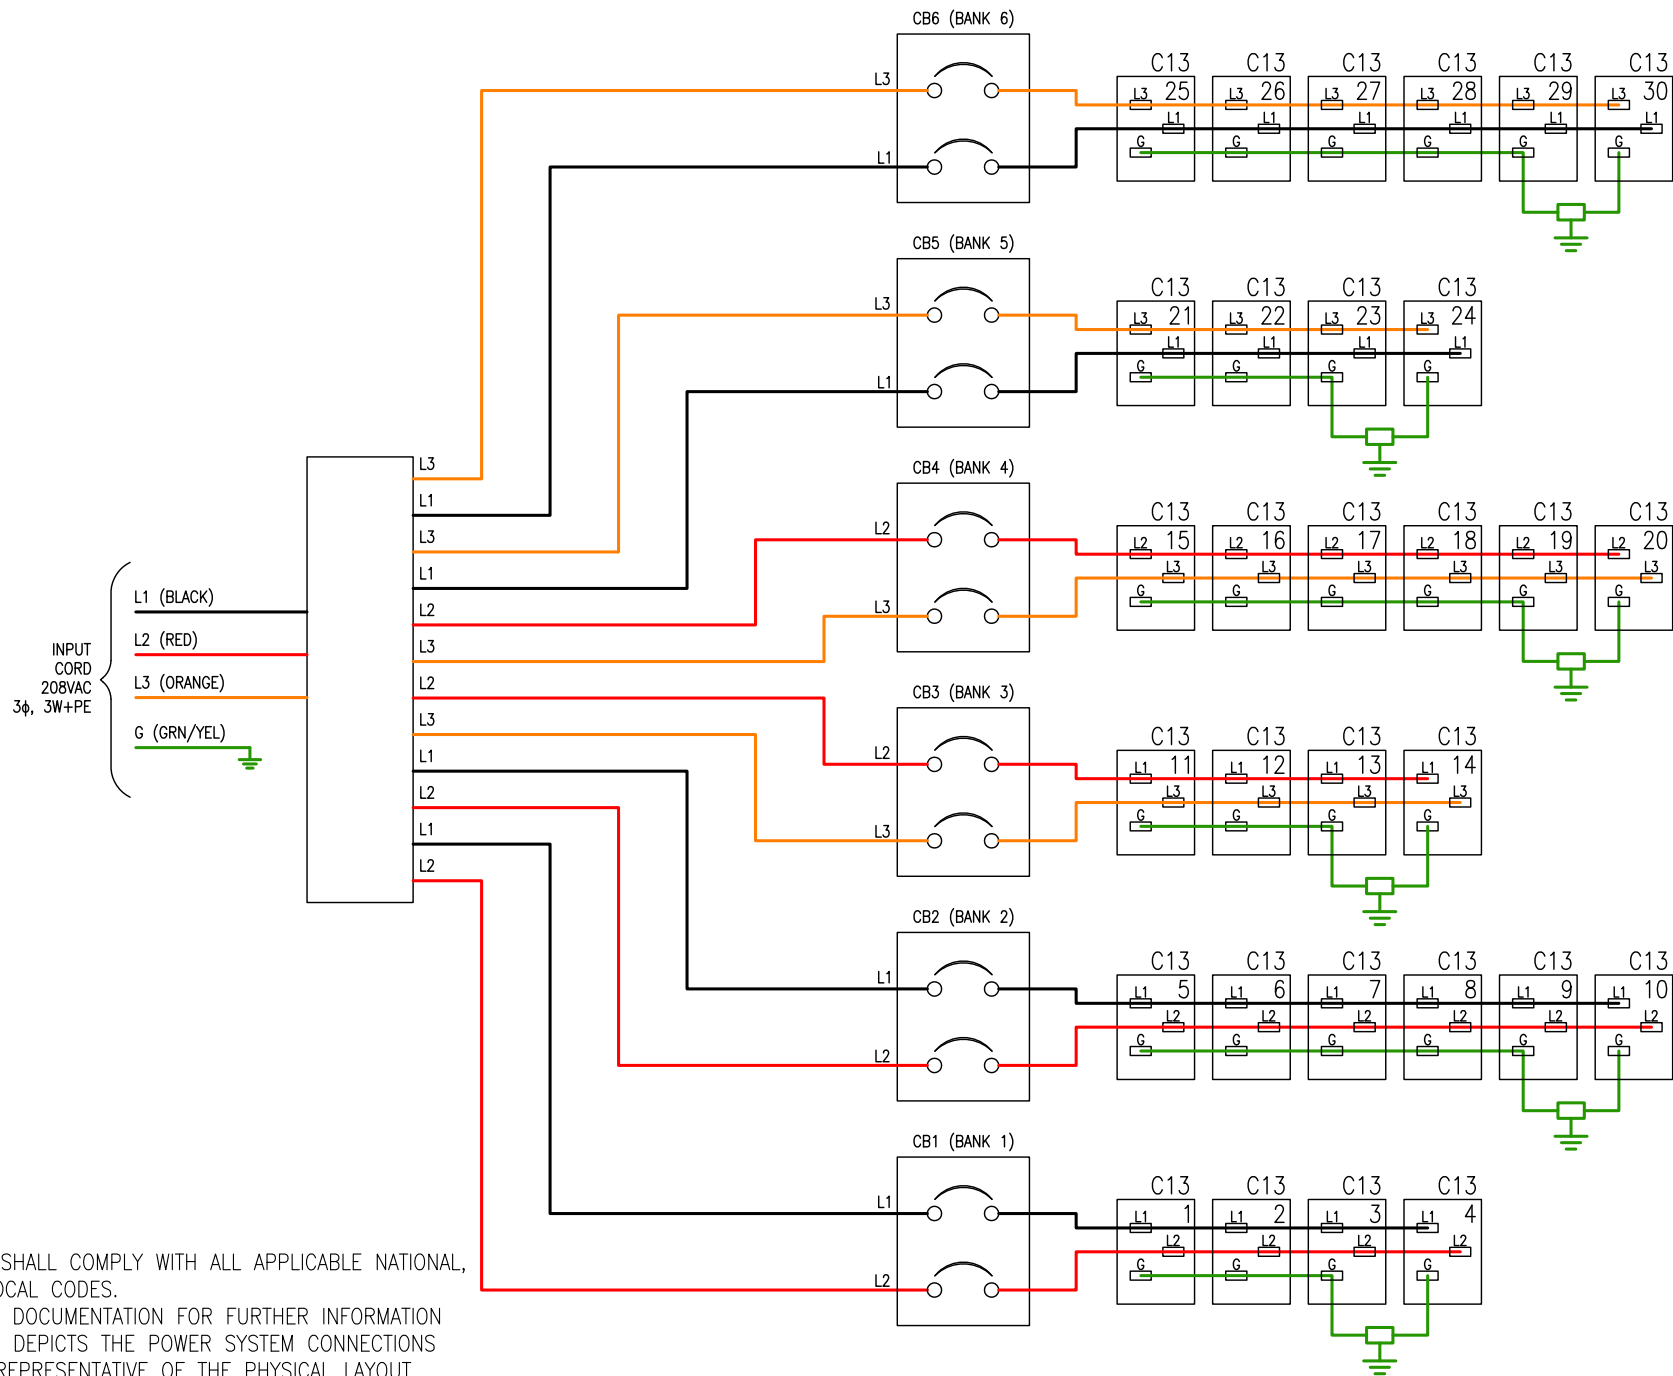 CB6 (BANK 6)
L3
L1
C13 C13 C13 C13 C13 C13
25 26 27 28 29 30
L3 L3 L3 L3 L3 L3
L1 L1 L1 L1 L1 L1
G G G G G G
CB5 (BANK 5)
L3
L1
C13 C13 C13 C13
21 22 23 24
L3 L3 L3 L3
L1 L1 L1 L1
G G G G
CB4 (BANK 4)
L2
L3
C13 C13 C13 C13 C13 C13
15 16 17 18 19 20
L2 L2 L2 L2 L2 L2
L3 L3 L3 L3 L3 L3
G G G G G G
CB3 (BANK 3)
L2
L3
C13 C13 C13 C13
11 12 13 14
L1 L1 L1 L1
L3 L3 L3 L3
G G G G
CB2 (BANK 2)
L1
L2
C13 C13 C13 C13 C13 C13
5 6 7 8 9 10
L1 L1 L1 L1 L1 L1
L2 L2 L2 L2 L2 L2
G G G G G G
CB1 (BANK 1)
L1
L2
C13 C13 C13 C13
1 2 3 4
L1 L1 L1 L1
L2 L2 L2 L2
G G G G
L3
L1
L3
L1
L2
L3
L2
L3
L1
L2
L1
L2
INPUT
CORD
208VAC
3ϕ, 3W+PE
L1 (BLACK)
L2 (RED)
L3 (ORANGE)
G (GRN/YEL)
SHALL COMPLY WITH ALL APPLICABLE NATIONAL,
OCAL CODES.
DOCUMENTATION FOR FURTHER INFORMATION
DEPICTS THE POWER SYSTEM CONNECTIONS
REPRESENTATIVE OF THE PHYSICAL LAYOUT